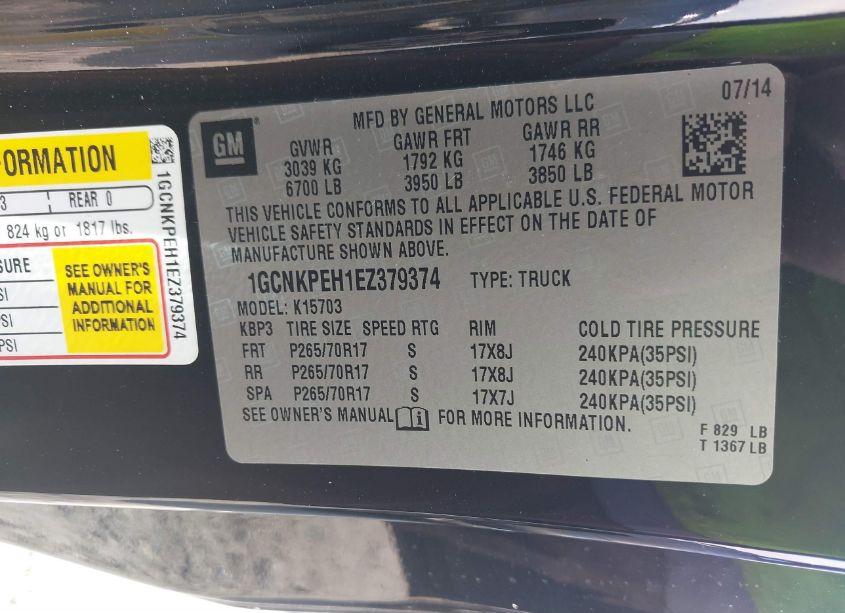 07/14
MFD BY GENERAL MOTORS LLC
GM
GVWR GAWR FRT GAWR RR
3039 KG 1792 KG 1746 KG
6700 LB 3950 LB 3850 LB
THIS VEHICLE CONFORMS TO ALL APPLICABLE U.S. FEDERAL MOTOR
VEHICLE SAFETY STANDARDS IN EFFECT ON THE DATE OF
MANUFACTURE SHOWN ABOVE.
1GCNKPEH1EZ379374 TYPE: TRUCK
MODEL: K15703
KBP3 TIRE SIZE SPEED RTG RIM COLD TIRE PRESSURE
FRT P265/70R17 S 17X8J 240KPA(35PSI)
RR P265/70R17 S 17X8J 240KPA(35PSI)
SPA P265/70R17 S 17X7J 240KPA(35PSI)
SEE OWNER'S MANUAL FOR MORE INFORMATION.
F 829 LB
T 1367 LB
FORMATION
3 REAR 0
824 kg or 1817 lbs.
SURE
SI
PSI
PSI
SEE OWNER'S
MANUAL FOR
ADDITIONAL
INFORMATION
1GCNKPEH1EZ379374